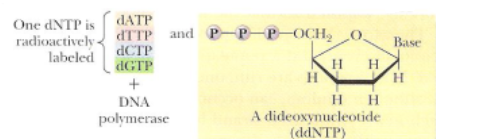 One dNTP is
radioactively
labeled
dATP
dTTP
dCTP
dGTP
+
DNA
polymerase
and
P—P—P—OCH₂
O
Base
H H H H
H H
A dideoxynucleotide
(ddNTP)